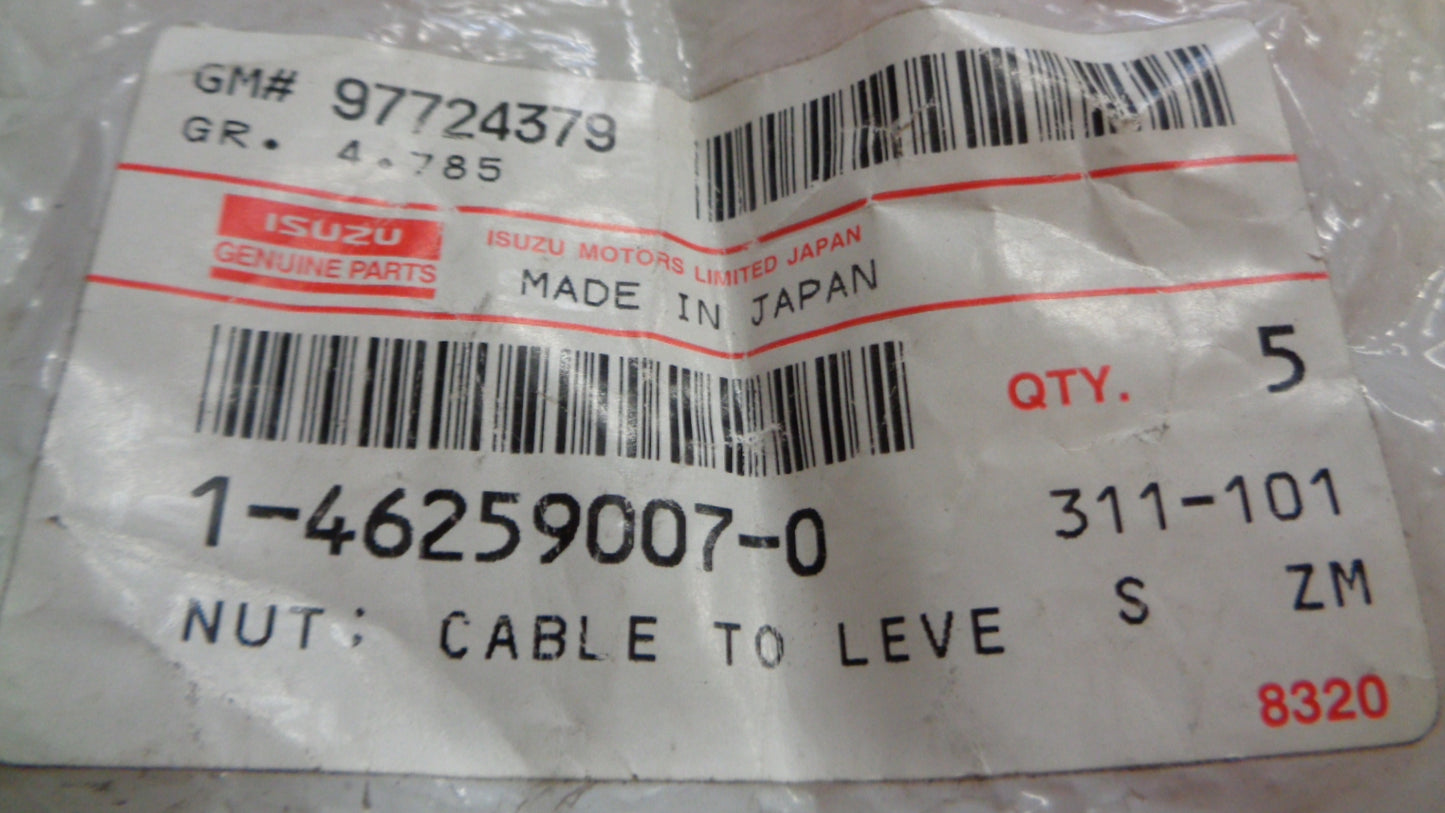 GM# 97724379
GR. 4.785
ISUZU
GENUINE PARTS
ISUZU MOTORS LIMITED JAPAN
MADE IN JAPAN
QTY. 5
1-46259007-0
311-101
NUT; CABLE TO LEVE
S ZM
8320